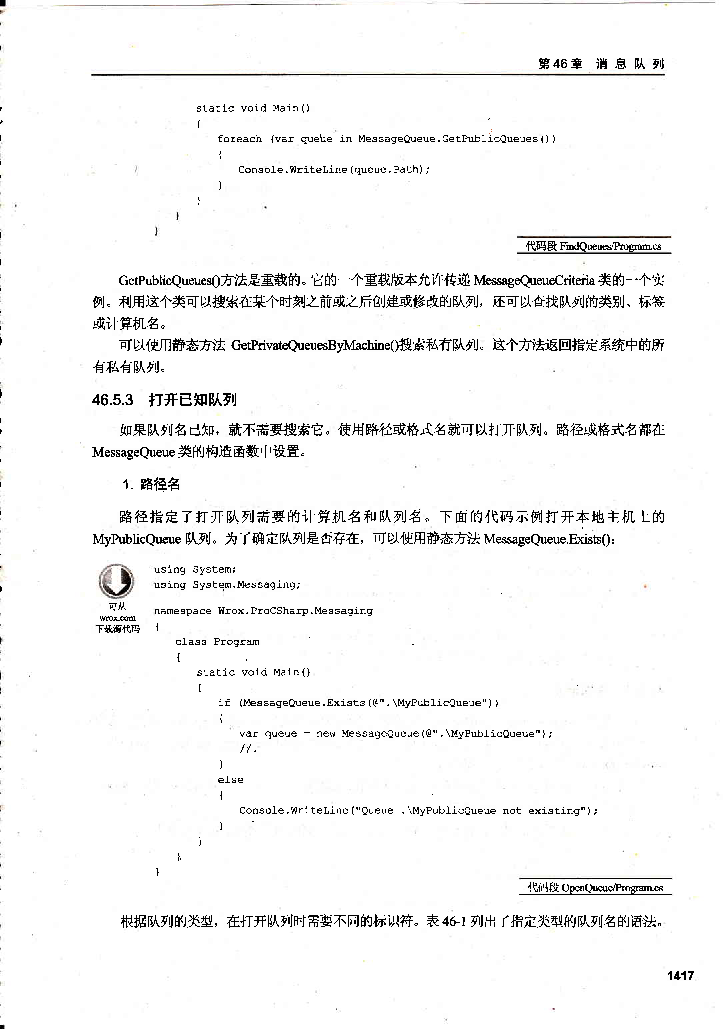 第46章 消息队列
static void Main()
{
foreach (var queue in MessageQueue.GetPublicQueues())
{
Console.WriteLine(queue.Path);
}
}
}
}
代码段 FindQueues/Program.cs
GetPublicQueues()方法是重载的。它的一个重载版本允许传递 MessageQueueCriteria 类的一个实
例。利用这个类可以搜索在某个时刻之前或之后创建或修改的队列，还可以查找队列的类别、标签
或计算机名。
可以使用静态方法 GetPrivateQueuesByMachine()搜索私有队列。这个方法返回指定系统中的所
有私有队列。
46.5.3 打开已知队列
如果队列名已知，就不需要搜索它。使用路径或格式名就可以打开队列。路径或格式名都在
MessageQueue 类的构造函数中设置。
1. 路径名
路径指定了打开队列需要的计算机名和队列名。下面的代码示例打开本地主机上的
MyPublicQueue 队列。为了确定队列是否存在，可以使用静态方法 MessageQueue.Exists()：
using System;
using System.Messaging;
可从
wrox.com
下载源代码
namespace Wrox.ProCSharp.Messaging
{
class Program
{
static void Main()
{
if (MessageQueue.Exists(@".\MyPublicQueue"))
{
var queue = new MessageQueue(@".\MyPublicQueue");
//.
}
else
{
Console.WriteLine("Queue .\MyPublicQueue not existing");
}
}
}
}
代码段 OpenQueue/Program.cs
根据队列的类型，在打开队列时需要不同的标识符。表 46-1 列出了指定类型的队列名的语法。
1417